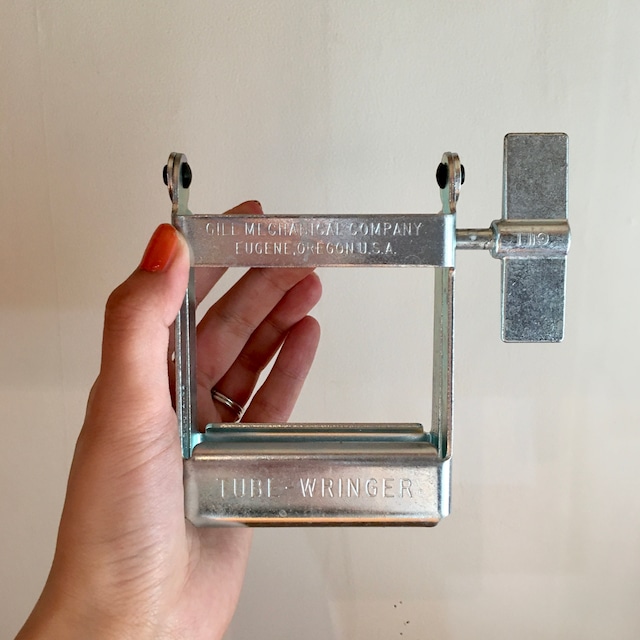 GILL MECHANICAL COMPANY
EUGENE, OREGON U.S.A.
TUBE-WRINGER